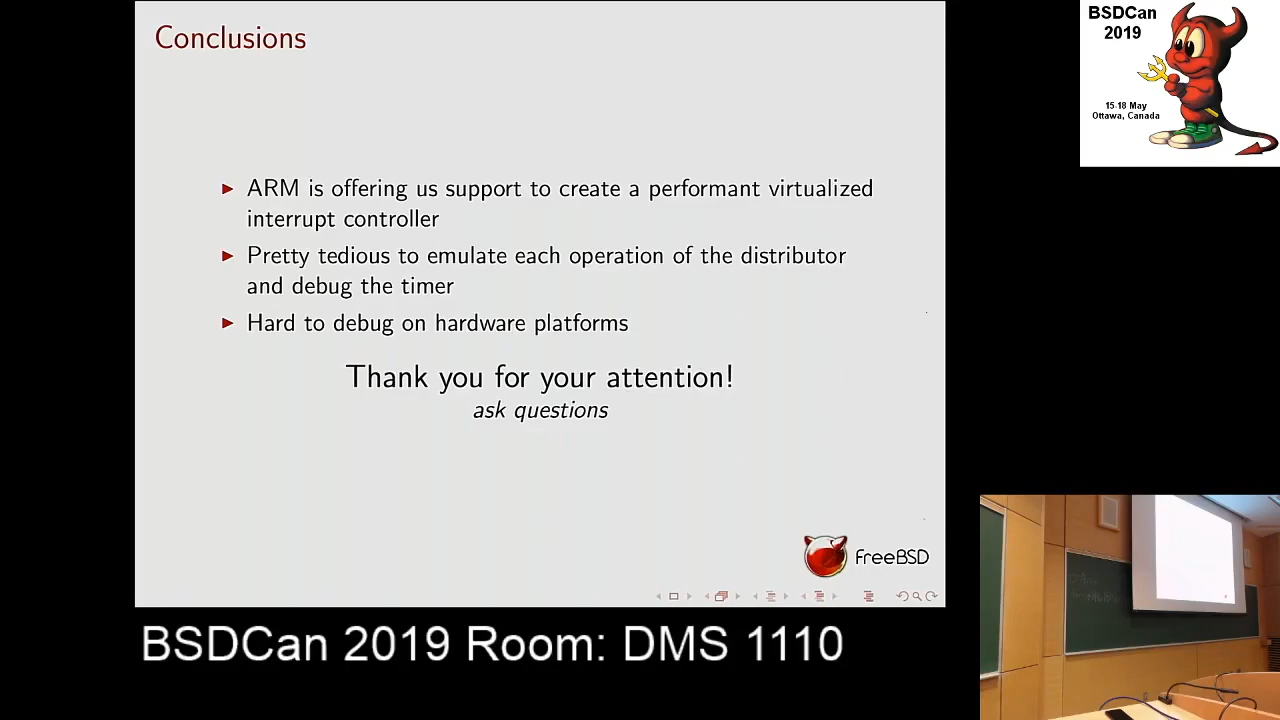 Conclusions
ARM is offering us support to create a performant virtualized
interrupt controller
Pretty tedious to emulate each operation of the distributor
and debug the timer
Hard to debug on hardware platforms
Thank you for your attention!
ask questions
FreeBSD
BSDCan 2019 Room: DMS 1110
BSDCan
2019
15-18 May
Ottawa, Canada